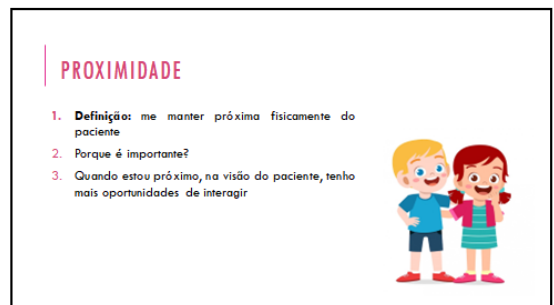 PROXIMIDADE
1. Definição: me manter próxima fisicamente do
paciente
2. Porque é importante?
3. Quando estou próximo, na visão do paciente, tenho
mais oportunidades de interagir